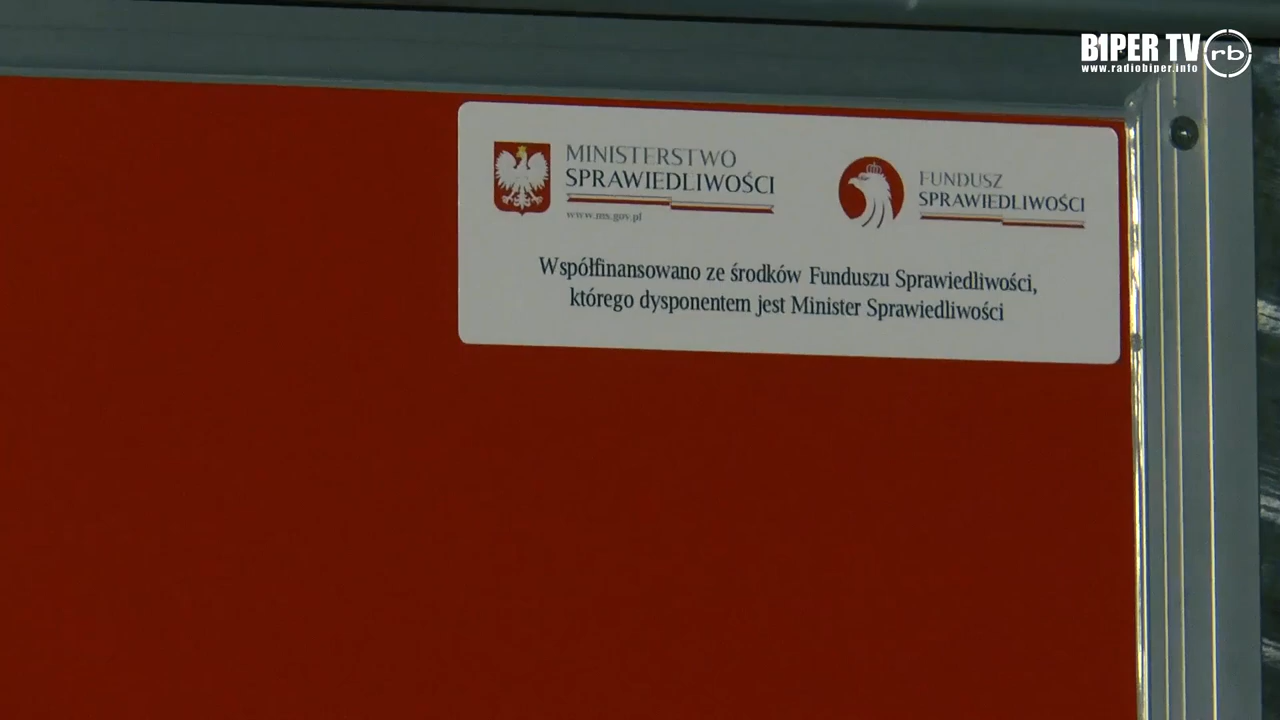 B1PER TV rb
www.radiobiper.info
MINISTERSTWO
SPRAWIEDLIWOŚCI
www.ms.gov.pl
FUNDUSZ
SPRAWIEDLIWOŚCI
Współfinansowano ze środków Funduszu Sprawiedliwości,
którego dysponentem jest Minister Sprawiedliwości